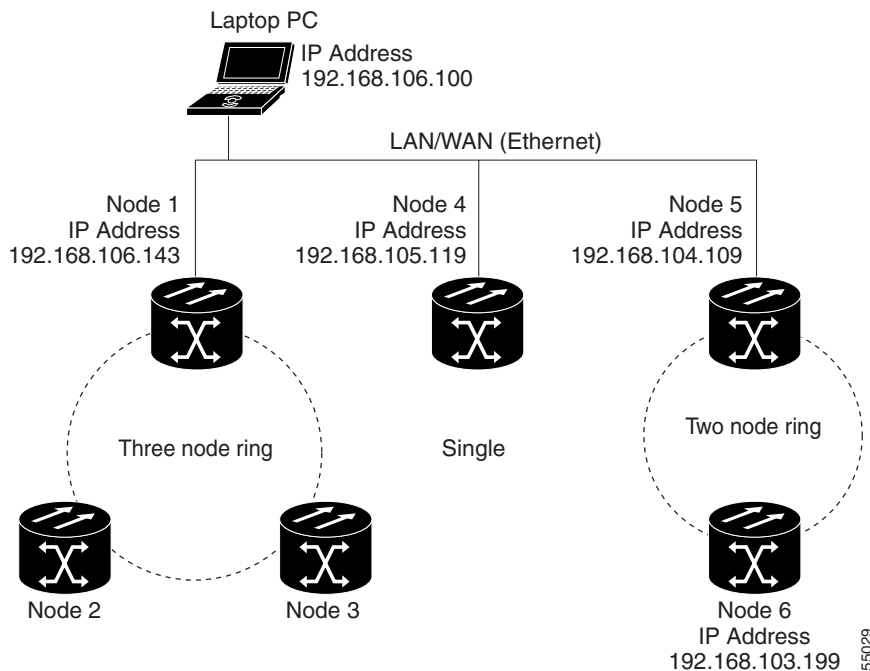 Laptop PC
IP Address
192.168.106.100
LAN/WAN (Ethernet)
Node 1
IP Address
192.168.106.143
Node 4
IP Address
192.168.105.119
Node 5
IP Address
192.168.104.109
Three node ring
Single
Two node ring
Node 2
Node 3
Node 6
IP Address
192.168.103.199
55029